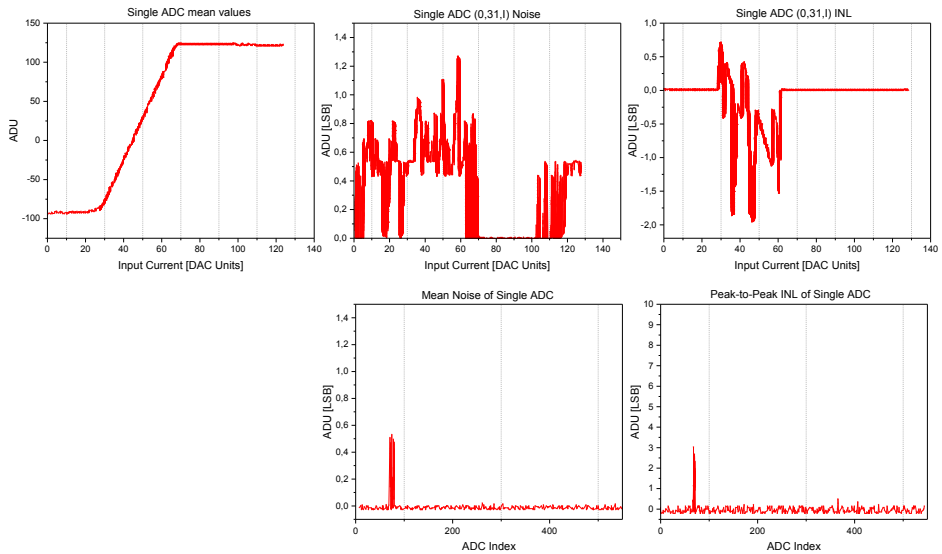 Single ADC mean values
150
100
50
0
-50
-100
ADU
0 20 40 60 80 100 120 140
Input Current [DAC Units]
Single ADC (0,31,I) Noise
1,4
1,2
1,0
0,8
0,6
0,4
0,2
0,0
ADU [LSB]
0 20 40 60 80 100 120 140
Input Current [DAC Units]
Single ADC (0,31,I) INL
1,0
0,5
0,0
-0,5
-1,0
-1,5
-2,0
ADU [LSB]
0 20 40 60 80 100 120 140
Input Current [DAC Units]
Mean Noise of Single ADC
1,4
1,2
1,0
0,8
0,6
0,4
0,2
0,0
ADU [LSB]
0 200 400
ADC Index
Peak-to-Peak INL of Single ADC
10
9
8
7
6
5
4
3
2
1
0
ADU [LSB]
0 200 400
ADC Index